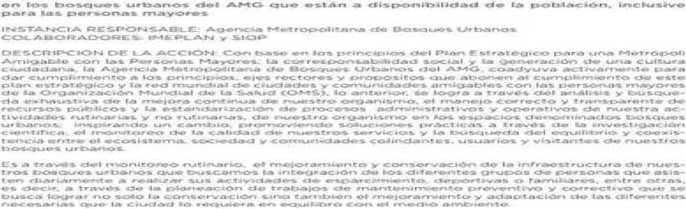 en los bosques urbanos del AMG que están a disponibilidad de la población, inclusive
para las personas mayores
INSTANCIA RESPONSABLE: Agencia Metropolitana de Bosques Urbanos
COLABORADORES: IMEPLAN y SIOP
DESCRIPCIÓN DE LA ACCIÓN: Con base en los principios del Plan Estratégico para una Metrópoli
Amigable con las Personas Mayores, la corresponsabilidad social y la generación de una cultura
ciudadana, la Agencia Metropolitana de Bosques Urbanos del AMG, coadyuva activamente para
dar cumplimiento a los principios, ejes rectores y propósitos que abonen al cumplimiento de este
plan estratégico y la red mundial de ciudades y comunidades amigables con las personas mayores
de la Organización Mundial de la Salud (OMS), lo anterior, se logra a través del análisis y búsque-
da exhaustiva de la mejora continua de nuestro organismo, el manejo correcto y transparente de
recursos públicos y la estandarización de procesos administrativos y operativos de nuestra ac-
tividades rutinarias y no rutinarias, de nuestro organismo en los espacios denominados bosques
urbanos, inspirando un cambio, promoviendo soluciones prácticas a través de la investigación
científica, el monitoreo de la calidad de nuestros servicios y la búsqueda del equilibrio y coexis-
tencia entre el ecosistema, sociedad y comunidades colindantes, usuarios y visitantes de nuestros
bosques urbanos.
Es a través del monitoreo rutinario, el mejoramiento y conservación de la infraestructura de nues-
tros bosques urbanos que buscamos la integración de los diferentes grupos de personas que asis-
ten diariamente a realizar sus actividades de esparcimiento, deportivas o familiares, entre otras,
es decir, a través de la planeación de trabajos de mantenimiento preventivo y correctivo que se
busca lograr no solo la conservación sino también el mejoramiento y adaptación de las diferentes
necesarias que la ciudad ho requiera en equilibrio con el medio ambiente.